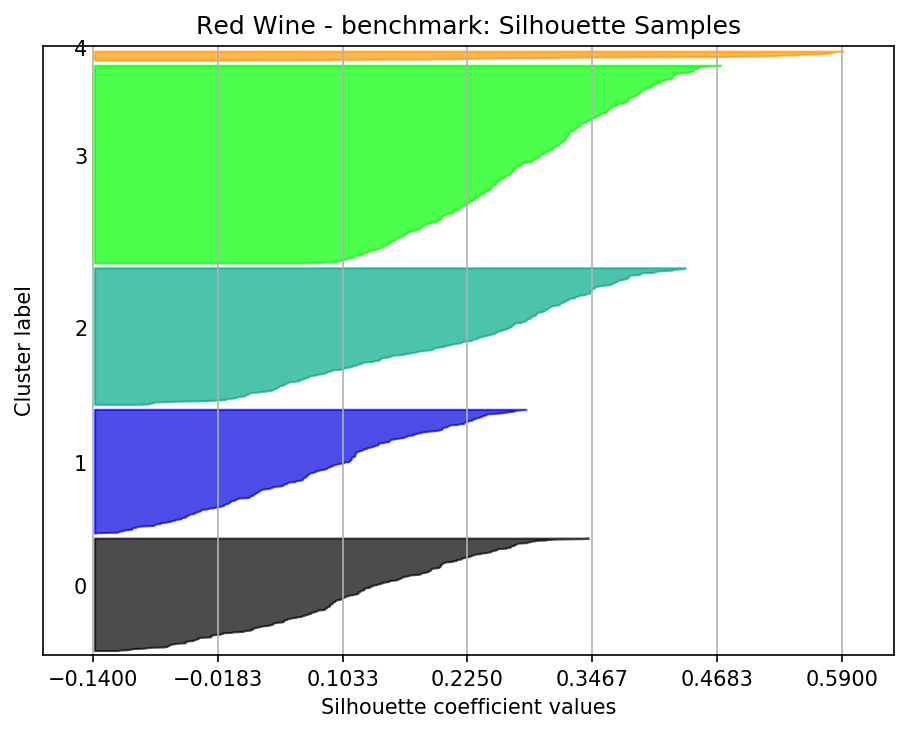 Red Wine - benchmark: Silhouette Samples
4
3
2
1
0
Cluster label
−0.1400 −0.0183 0.1033 0.2250 0.3467 0.4683 0.5900
Silhouette coefficient values